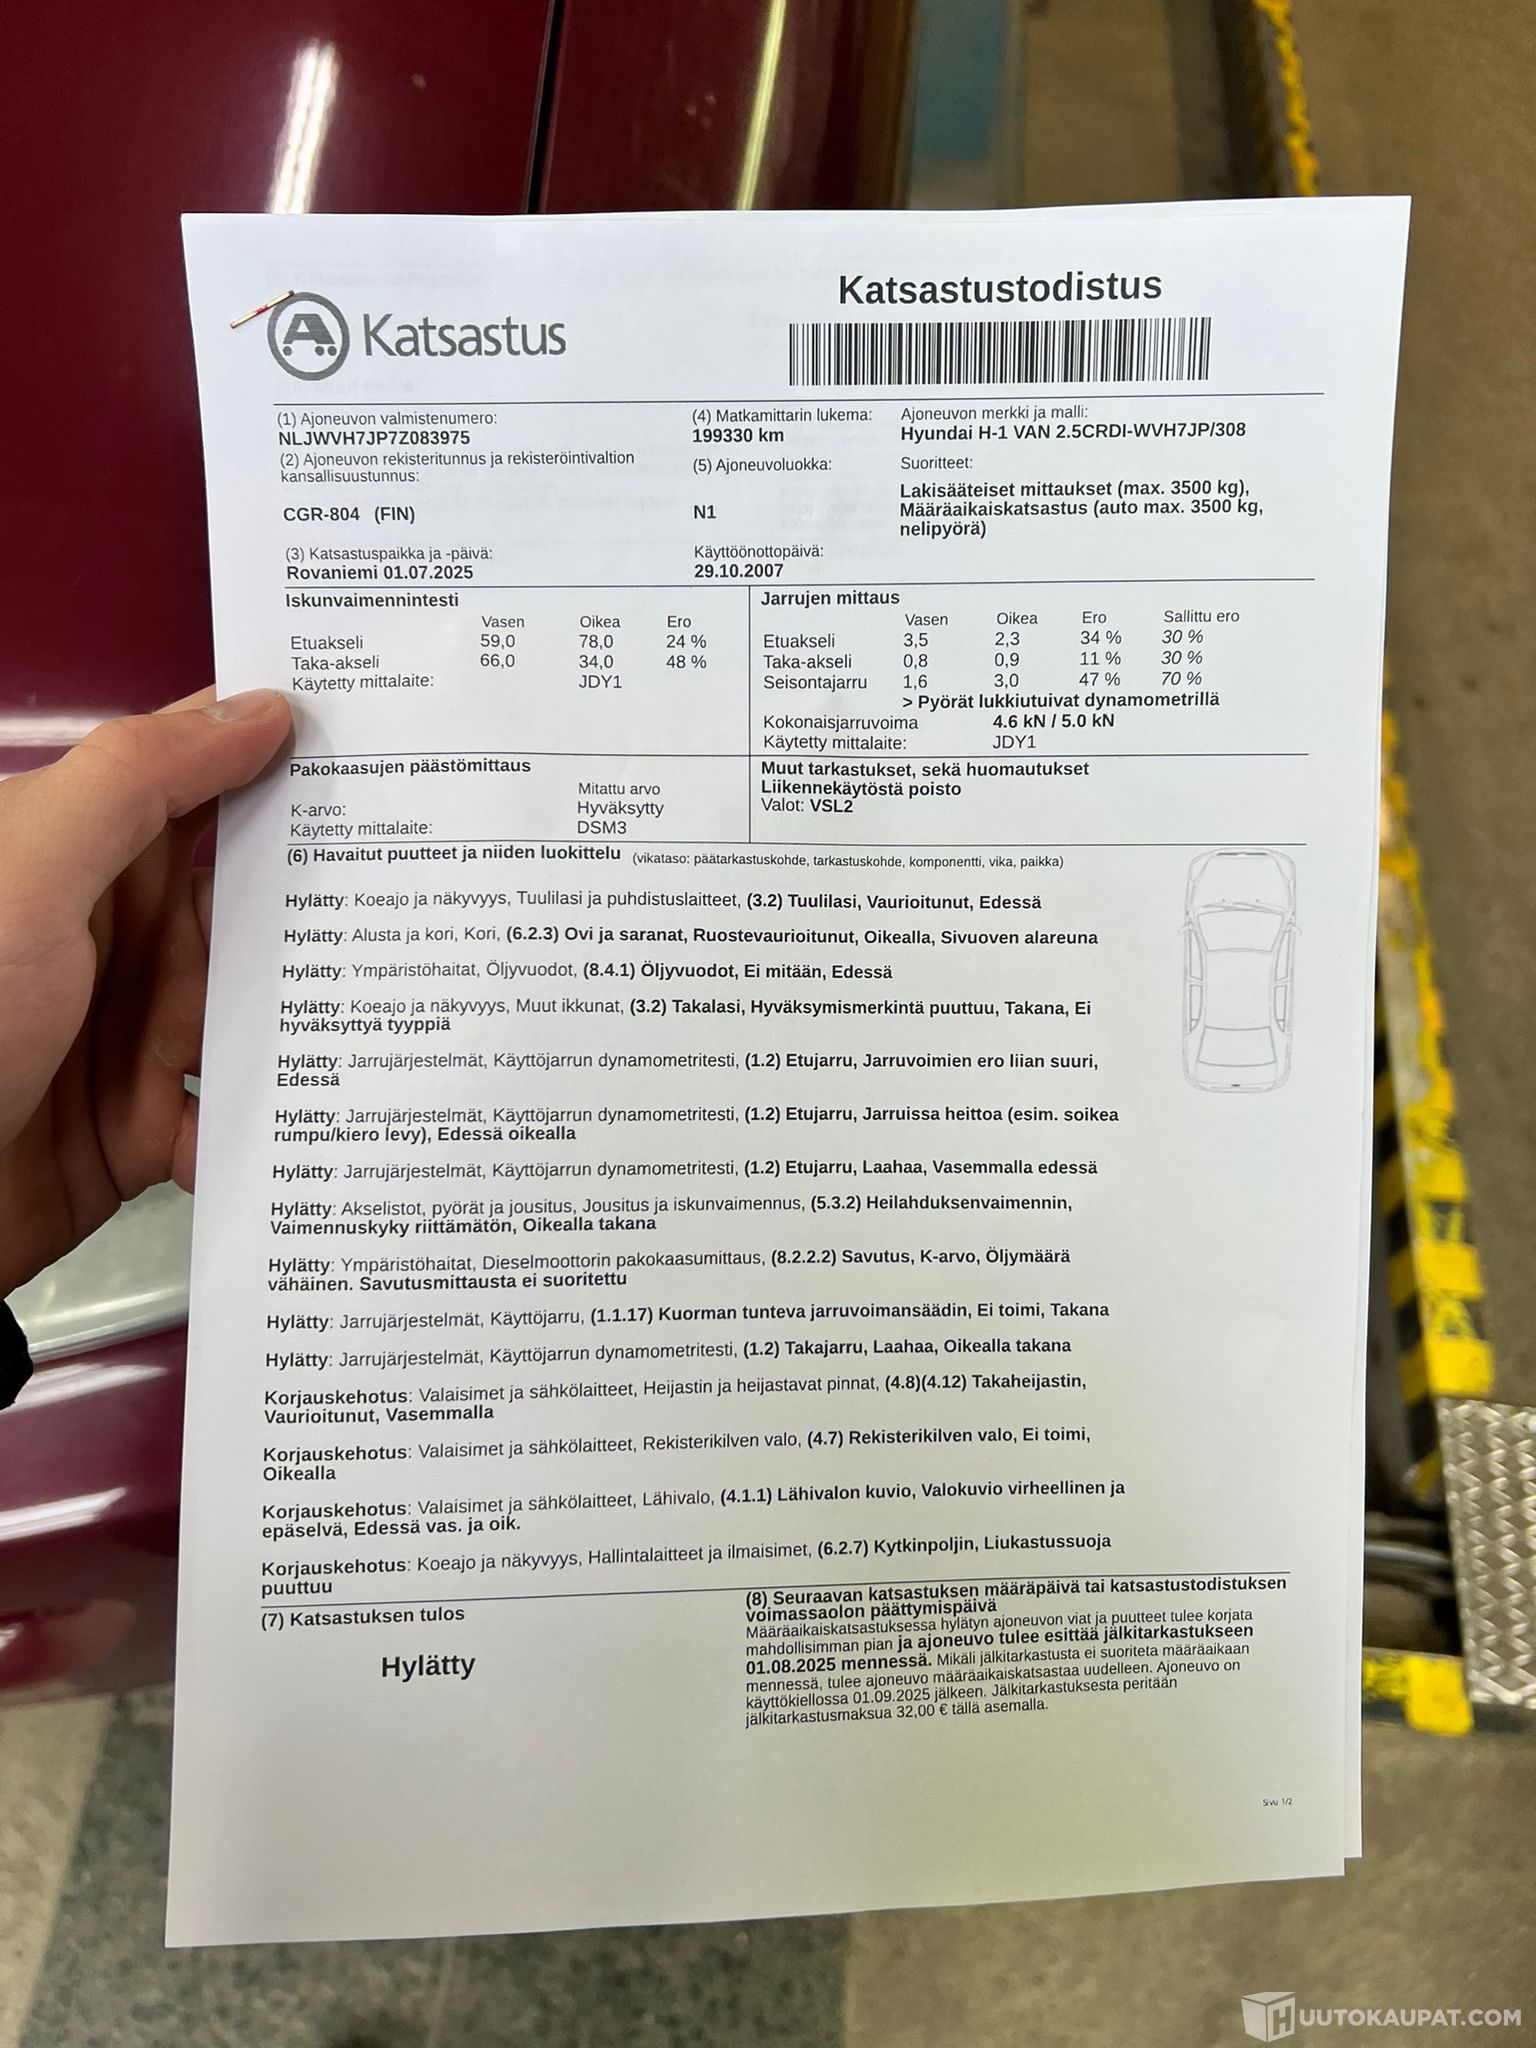 Katsastustodistus
A Katsastus
(1) Ajoneuvon valmistenumero:
NLJWVH7JP7Z083975
(4) Matkamittarin lukema:
199330 km
Ajoneuvon merkki ja malli:
Hyundai H-1 VAN 2.5CRDI-WVH7JP/308
(2) Ajoneuvon rekisteritunnus ja rekisteröintivaltion
kansallisuustunnus:
CGR-804 (FIN)
(5) Ajoneuvoluokka:
N1
Suoritteet:
Lakisääteiset mittaukset (max. 3500 kg),
Määräaikaiskatsastus (auto max. 3500 kg,
nelipyörä)
(3) Katsastuspaikka ja -päivä:
Rovaniemi 01.07.2025
Käyttöönottopäivä:
29.10.2007
Iskunvaimennintesti
Vasen Oikea Ero
Etuakseli 59,0 78,0 24 %
Taka-akseli 66,0 34,0 48 %
Käytetty mittalaite: JDY1
Jarrujen mittaus
Vasen Oikea Ero Sallittu ero
Etuakseli 3,5 2,3 34 % 30 %
Taka-akseli 0,8 0,9 11 % 30 %
Seisontajarru 1,6 3,0 47 % 70 %
> Pyörät lukkiutuivat dynamometrillä
Kokonaisjarruvoima 4.6 kN / 5.0 kN
Käytetty mittalaite: JDY1
Pakokaasujen päästömittaus
Mitattu arvo
K-arvo: Hyväksytty
Käytetty mittalaite: DSM3
Muut tarkastukset, sekä huomautukset
Liikennekäytöstä poisto
Valot: VSL2
(6) Havaitut puutteet ja niiden luokittelu (vikataso: päätarkastuskohde, tarkastuskohde, komponentti, vika, paikka)
Hylätty: Koeajo ja näkyvyys, Tuulilasi ja puhdistuslaitteet, (3.2) Tuulilasi, Vaurioitunut, Edessä
Hylätty: Alusta ja kori, Kori, (6.2.3) Ovi ja saranat, Ruostevaurioitunut, Oikealla, Sivuoven alareuna
Hylätty: Ympäristöhaitat, Öljyvuodot, (8.4.1) Öljyvuodot, Ei mitään, Edessä
Hylätty: Koeajo ja näkyvyys, Muut ikkunat, (3.2) Takalasi, Hyväksymismerkintä puuttuu, Takana, Ei
hyväksyttyä tyyppiä
Hylätty: Jarrujärjestelmät, Käyttöjarrun dynamometritesti, (1.2) Etujarru, Jarruvoimien ero liian suuri,
Edessä
Hylätty: Jarrujärjestelmät, Käyttöjarrun dynamometritesti, (1.2) Etujarru, Jarruissa heittoa (esim. soikea
rumpu/kiero levy), Edessä oikealla
Hylätty: Jarrujärjestelmät, Käyttöjarrun dynamometritesti, (1.2) Etujarru, Laahaa, Vasemmalla edessä
Hylätty: Akselistot, pyörät ja jousitus, Jousitus ja iskunvaimennus, (5.3.2) Heilahduksenvaimennin,
Vaimennuskyky riittämätön, Oikealla takana
Hylätty: Ympäristöhaitat, Dieselmoottorin pakokaasumittaus, (8.2.2.2) Savutus, K-arvo, Öljymäärä
vähäinen. Savutusmittausta ei suoritettu
Hylätty: Jarrujärjestelmät, Käyttöjarru, (1.1.17) Kuorman tunteva jarruvoimansäädin, Ei toimi, Takana
Hylätty: Jarrujärjestelmät, Käyttöjarrun dynamometritesti, (1.2) Takajarru, Laahaa, Oikealla takana
Korjauskehotus: Valaisimet ja sähkölaitteet, Heijastin ja heijastavat pinnat, (4.8)(4.12) Takaheijastin,
Vaurioitunut, Vasemmalla
Korjauskehotus: Valaisimet ja sähkölaitteet, Rekisterikilven valo, (4.7) Rekisterikilven valo, Ei toimi,
Oikealla
Korjauskehotus: Valaisimet ja sähkölaitteet, Lähivalo, (4.1.1) Lähivalon kuvio, Valokuvio virheellinen ja
epäselvä, Edessä vas. ja oik.
Korjauskehotus: Koeajo ja näkyvyys, Hallintalaitteet ja ilmaisimet, (6.2.7) Kytkinpoljin, Liukastussuoja
puuttuu
(7) Katsastuksen tulos
Hylätty
(8) Seuraavan katsastuksen määräpäivä tai katsastustodistuksen
voimassaolon päättymispäivä
Määräaikaiskatsastuksessa hylätyn ajoneuvon viat ja puutteet tulee korjata
mahdollisimman pian ja ajoneuvo tulee esittää jälkitarkastukseen
01.08.2025 mennessä. Mikäli jälkitarkastusta ei suoriteta määräaikaan
mennessä, tulee ajoneuvo määräaikaiskatsastaa uudelleen. Ajoneuvo on
käyttökiellossa 01.09.2025 jälkeen. Jälkitarkastuksesta peritään
jälkitarkastusmaksua 32,00 € tällä asemalla.
Sivu 1/2
HUUTOKAUPAT.COM